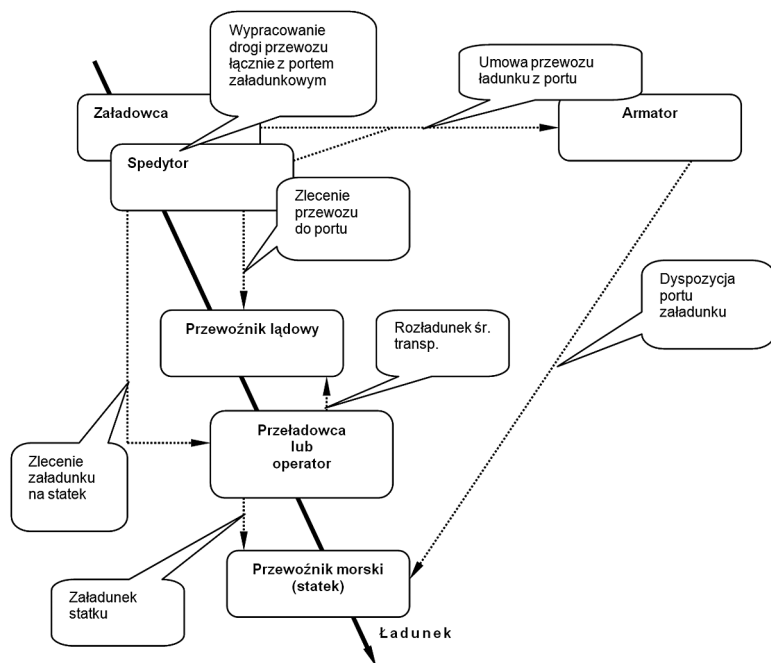 Wypracowanie
drogi przewozu
łącznie z portem
załadunkowym
Umowa przewozu
ładunku z portu
Załadowca
Armator
Spedytor
Zlecenie
przewozu
do portu
Dyspozycja
portu
załadunku
Przewoźnik lądowy
Rozładunek śr.
transp.
Przeładowca
lub
operator
Zlecenie
załadunku
na statek
Przewoźnik morski
(statek)
Załadunek
statku
Ładunek